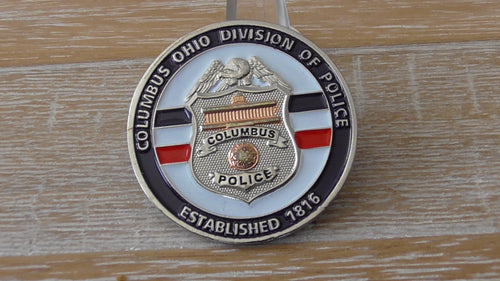 COLUMBUS OHIO DIVISION OF POLICE
COLUMBUS
POLICE
ESTABLISHED 1816